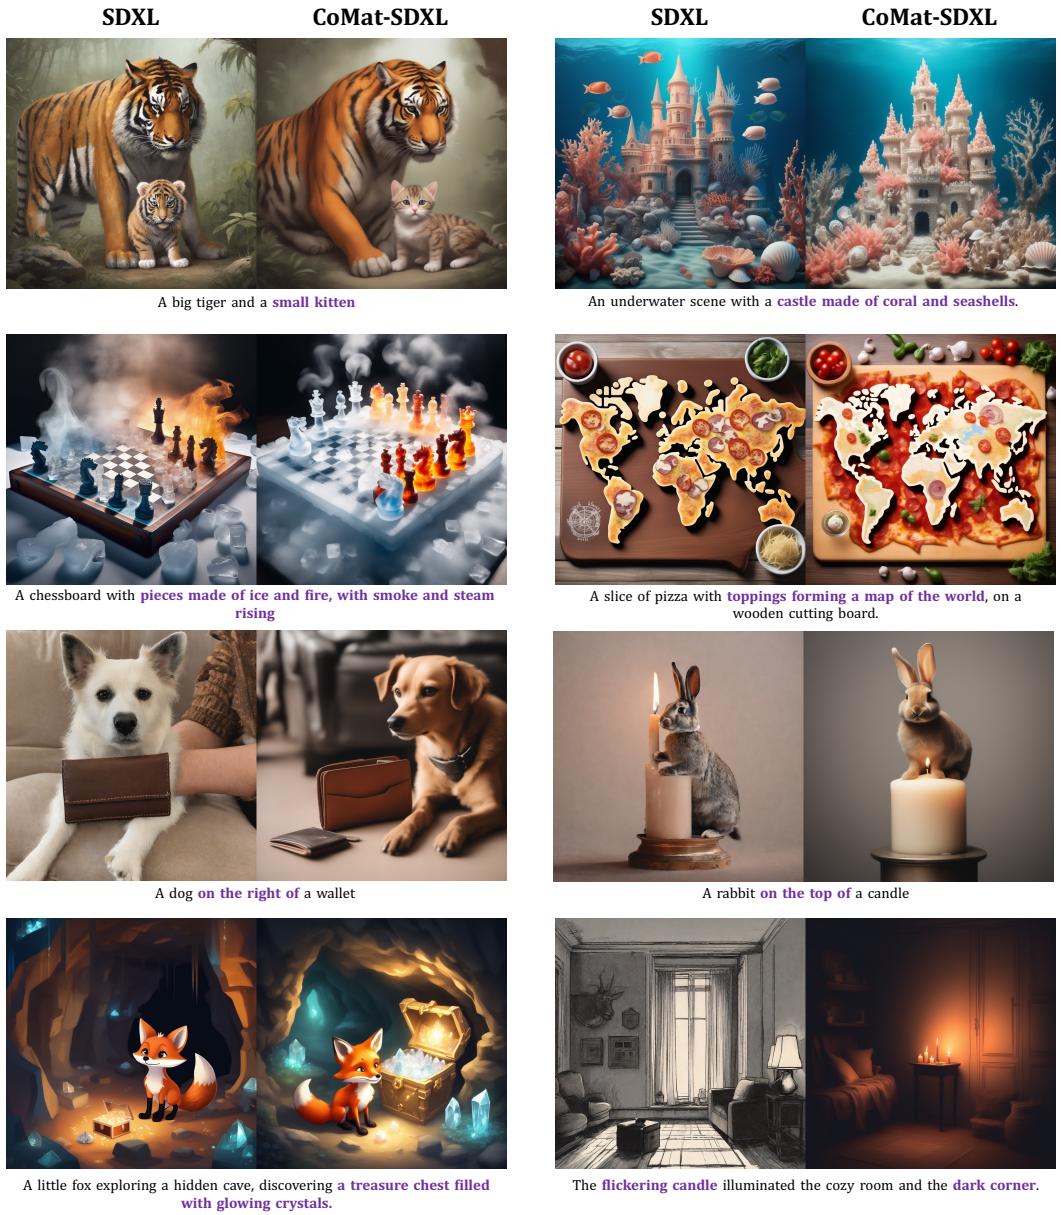 SDXL
CoMat-SDXL
SDXL
CoMat-SDXL
A big tiger and a small kitten
An underwater scene with a castle made of coral and seashells.
A chessboard with pieces made of ice and fire, with smoke and steam
rising
A slice of pizza with toppings forming a map of the world, on a
wooden cutting board.
A dog on the right of a wallet
A rabbit on the top of a candle
A little fox exploring a hidden cave, discovering a treasure chest filled
with glowing crystals.
The flickering candle illuminated the cozy room and the dark corner.